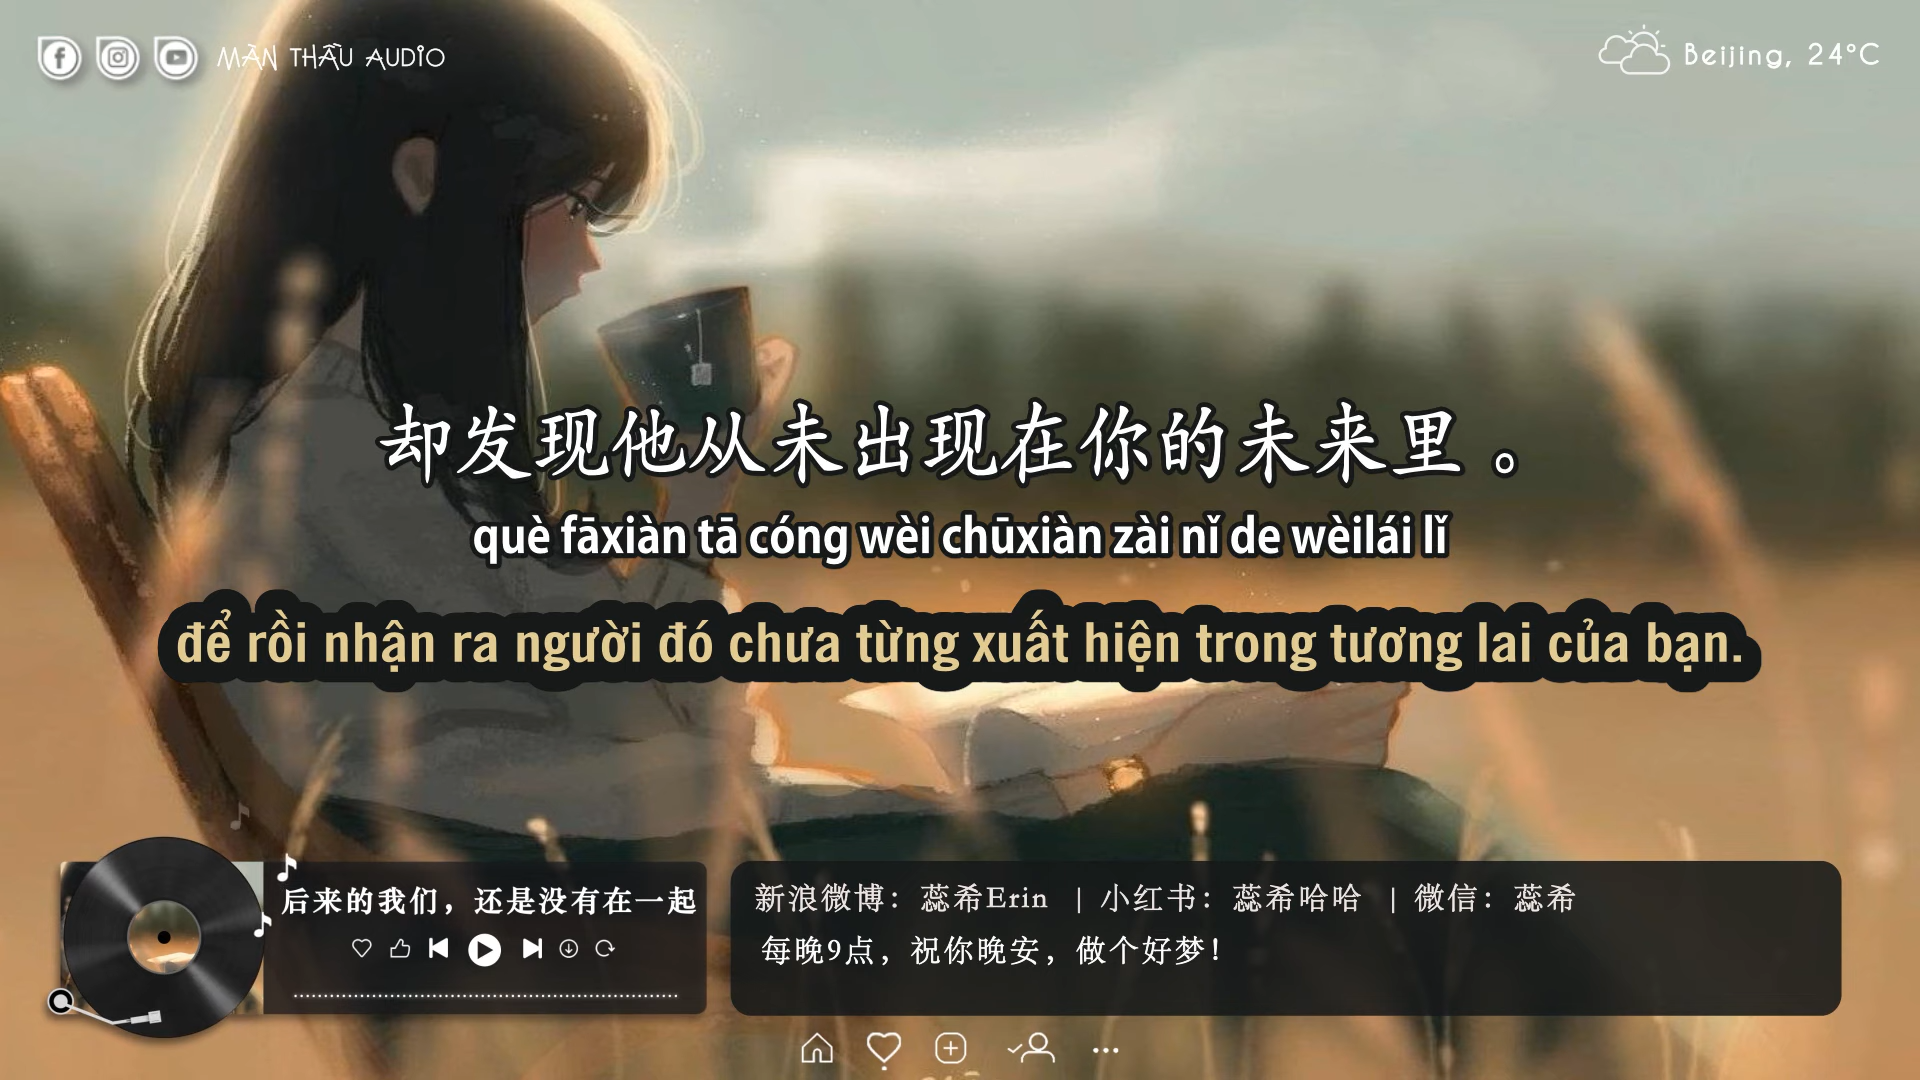 MÀN THẦU AUDIO
Beijing, 24°C
却发现他从未出现在你的未来里。
què fāxiàn tā cóng wèi chūxiàn zài nǐ de wèilái lǐ
để rồi nhận ra người đó chưa từng xuất hiện trong tương lai của bạn.
后来的我们，还是没有在一起
新浪微博：蕊希Erin | 小红书：蕊希哈哈 | 微信：蕊希
每晚9点，祝你晚安，做个好梦！